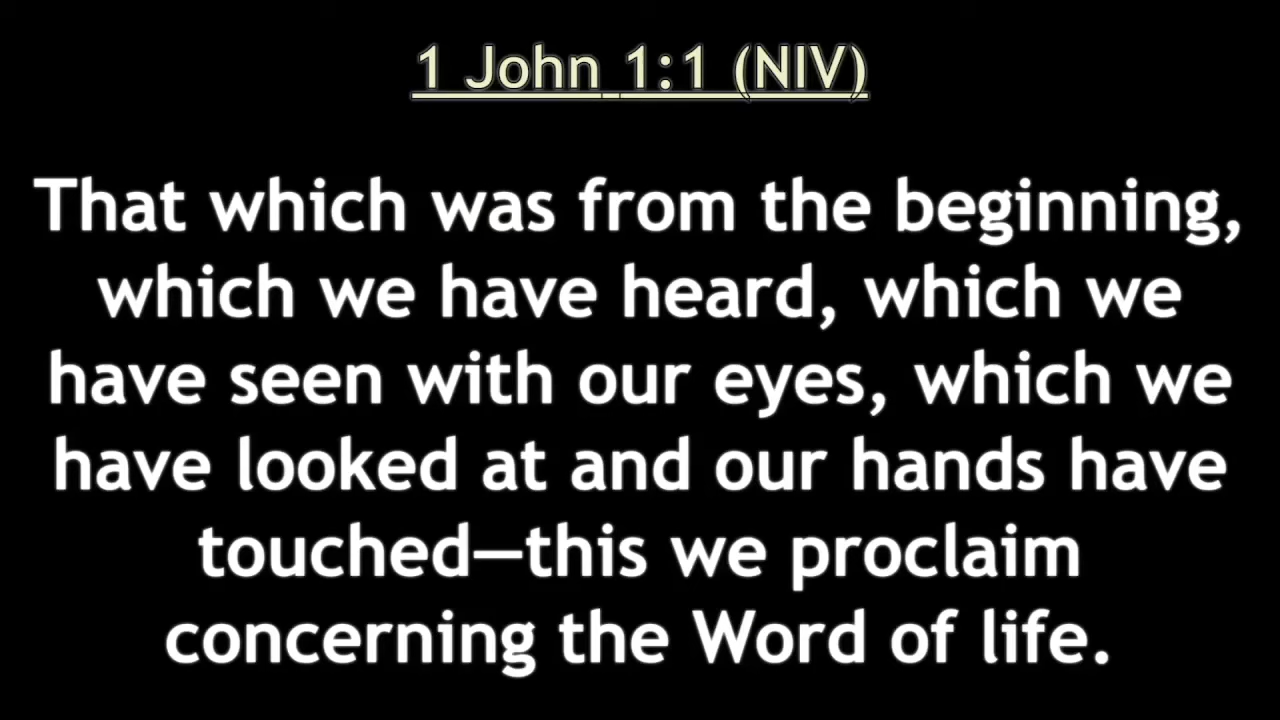 1 John 1:1 (NIV)
That which was from the beginning,
which we have heard, which we
have seen with our eyes, which we
have looked at and our hands have
touched—this we proclaim
concerning the Word of life.